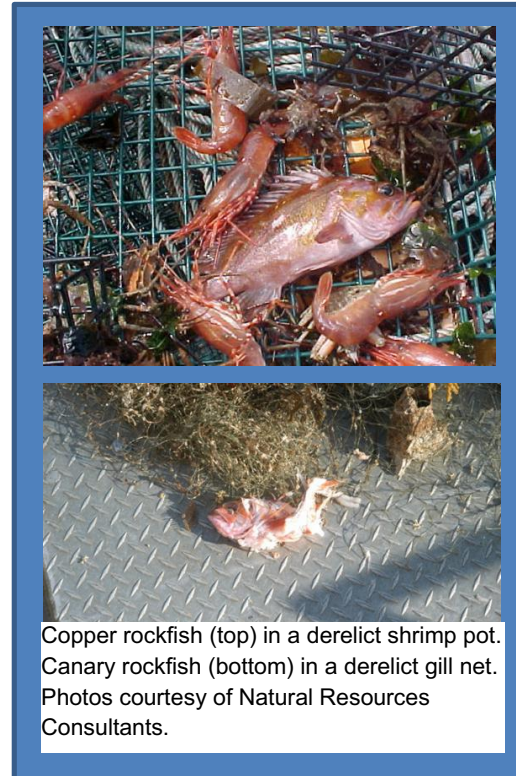 Copper rockfish (top) in a derelict shrimp pot.
Canary rockfish (bottom) in a derelict gill net.
Photos courtesy of Natural Resources
Consultants.